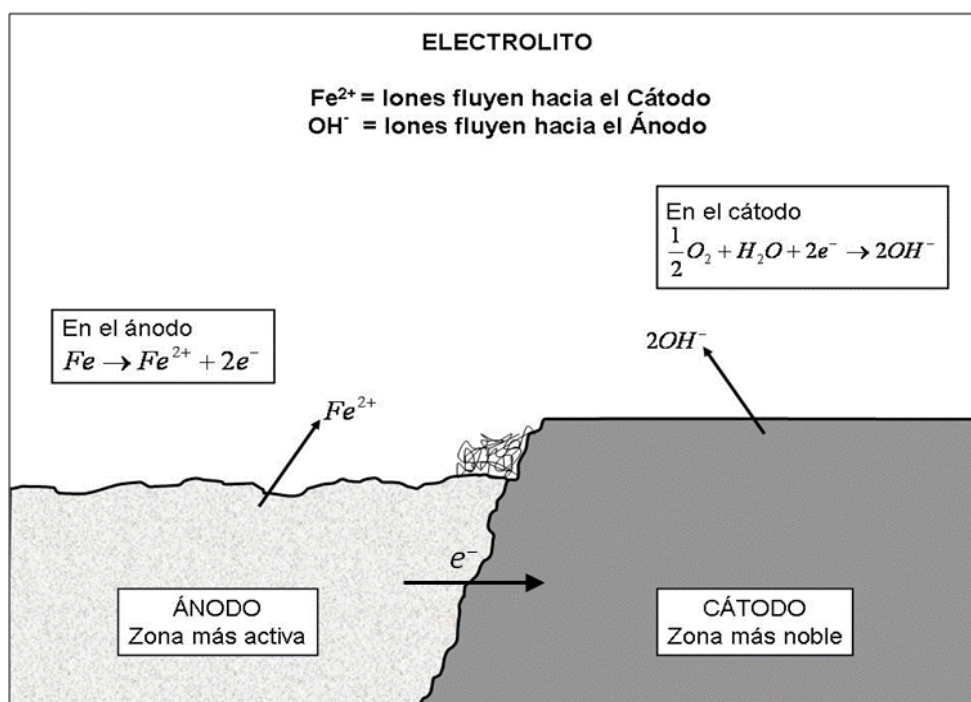 ELECTROLITO
Fe²⁺ = Iones fluyen hacia el Cátodo
OH⁻ = Iones fluyen hacia el Ánodo
En el cátodo
1/2 O₂ + H₂O + 2e⁻ → 2OH⁻
En el ánodo
Fe → Fe²⁺ + 2e⁻
2OH⁻
Fe²⁺
e⁻
ÁNODO
Zona más activa
CÁTODO
Zona más noble